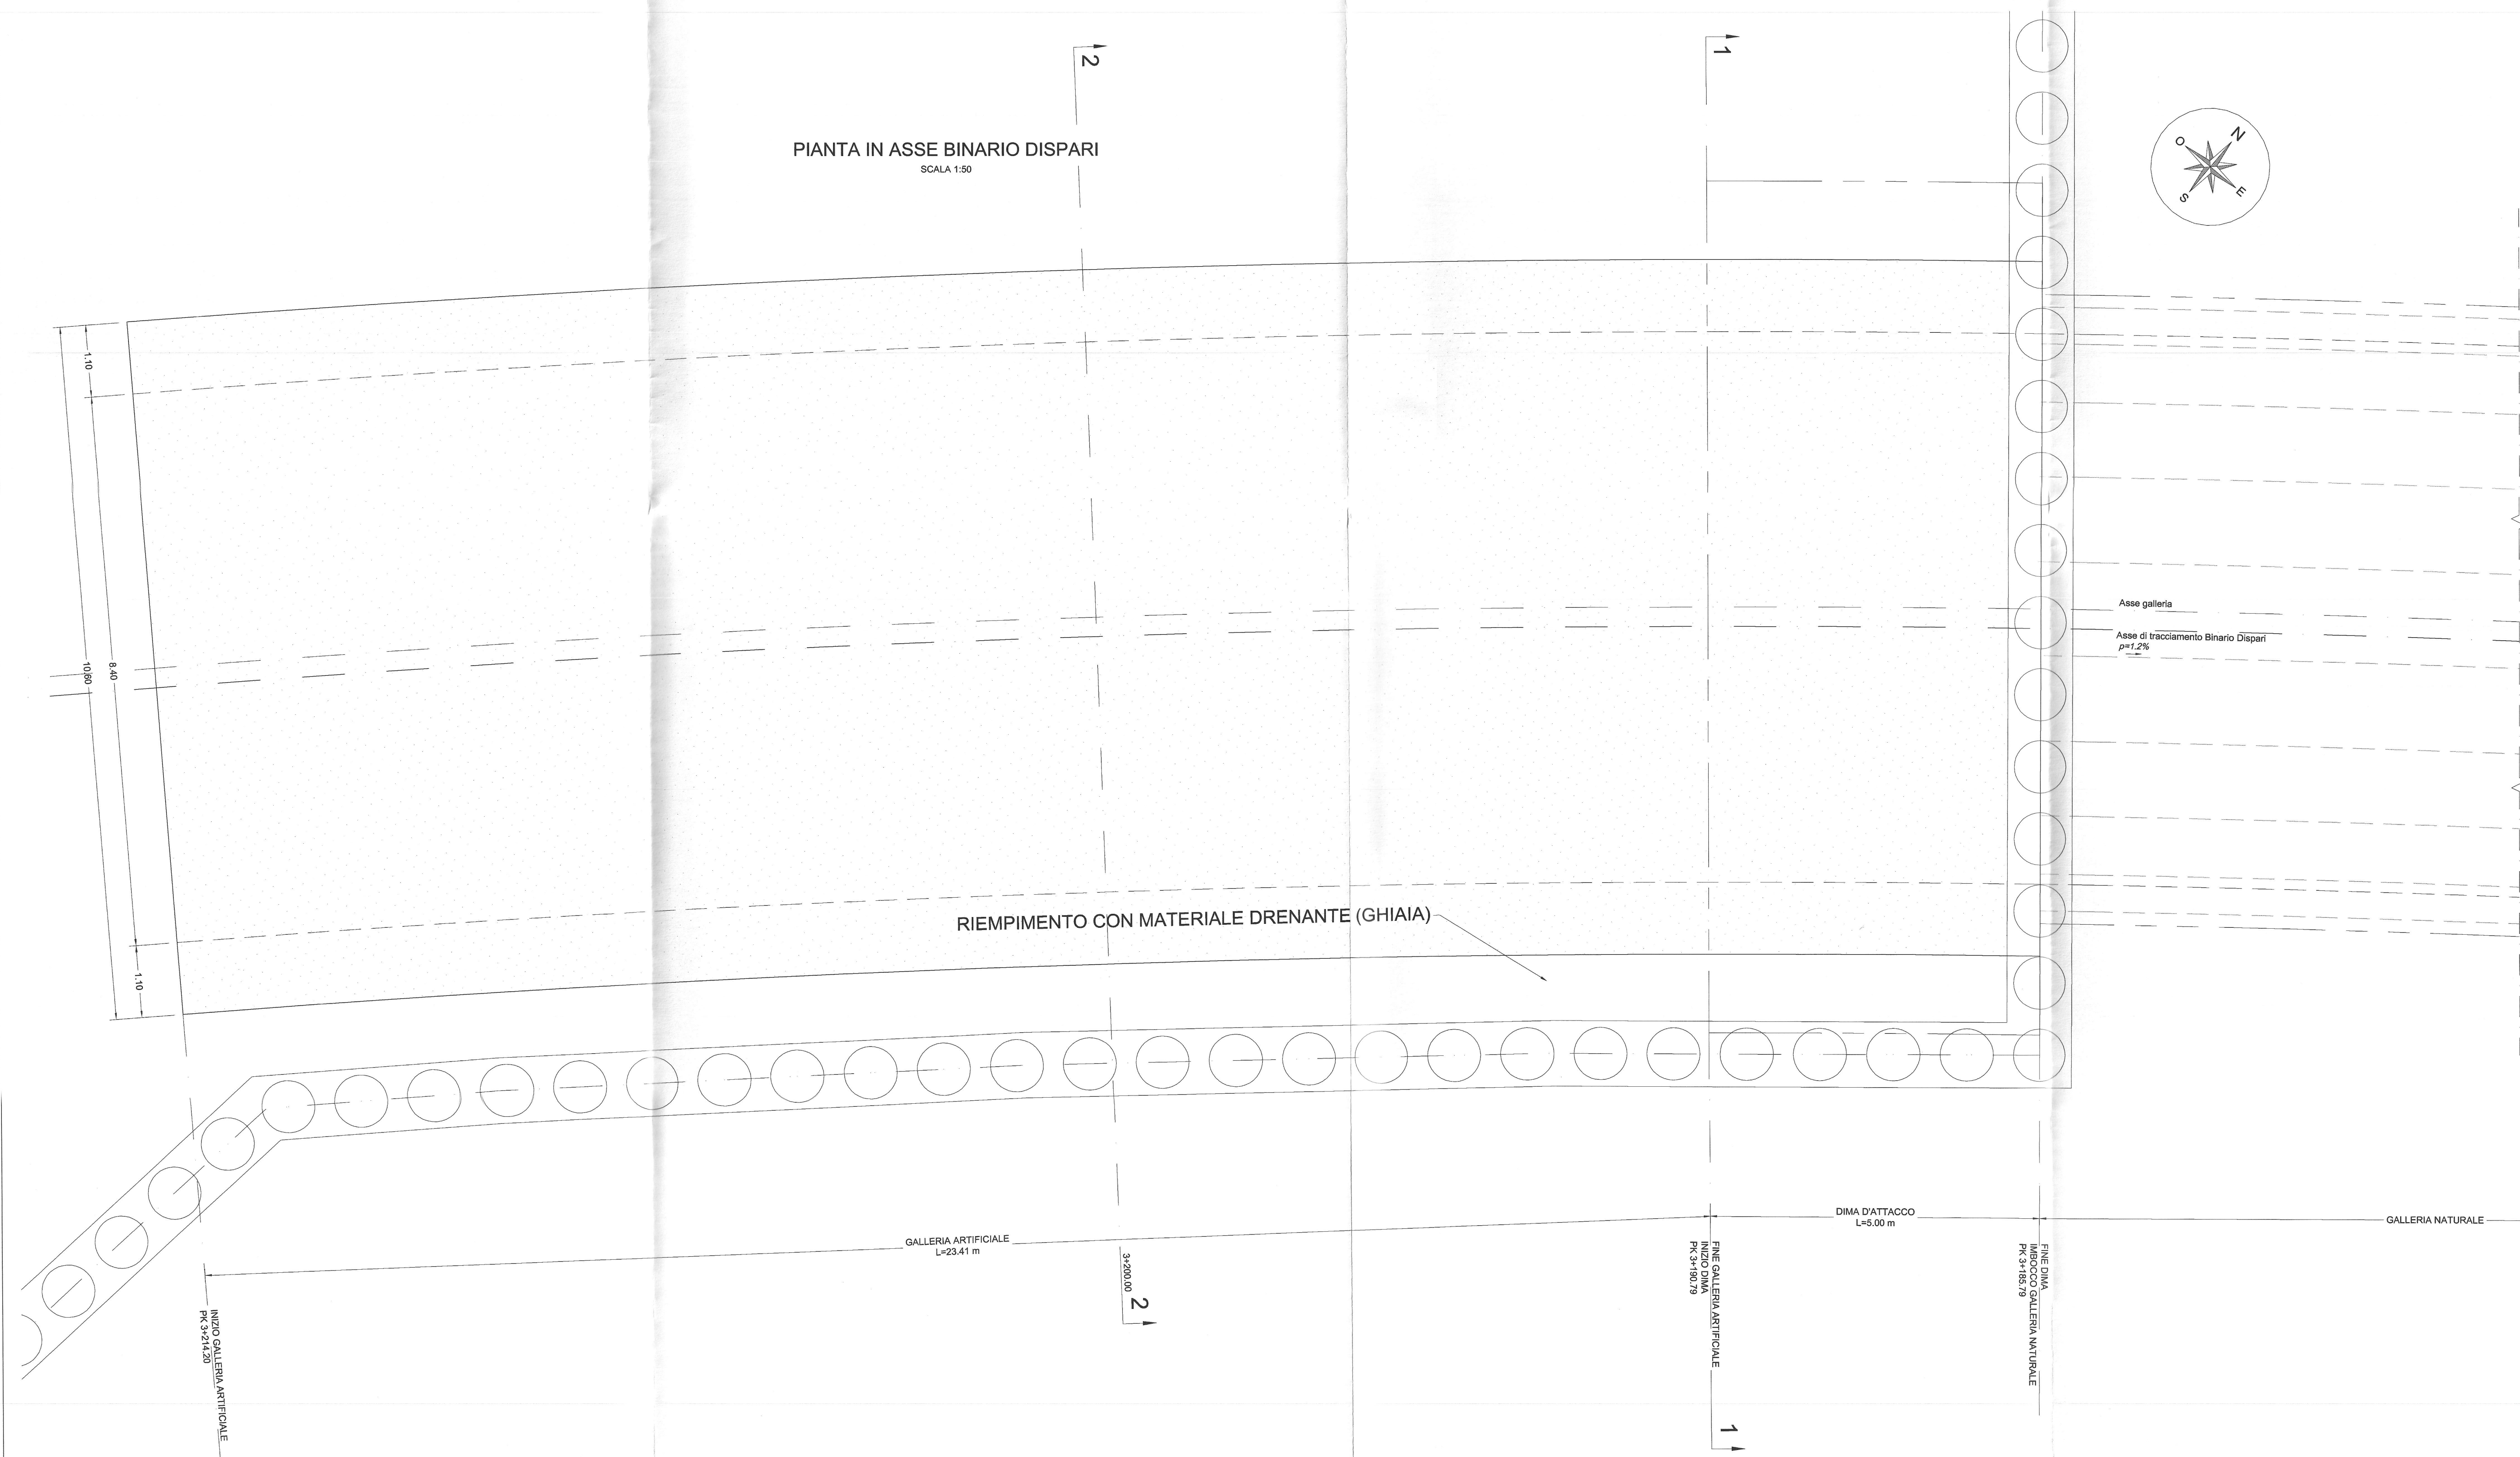 2
1
PIANTA IN ASSE BINARIO DISPARI
SCALA 1:50
N
O
E
S
1.10
8.40
10.60
1.10
Asse galleria
Asse di tracciamento Binario Dispari
p=1.2%
RIEMPIMENTO CON MATERIALE DRENANTE (GHIAIA)
GALLERIA ARTIFICIALE
L=23.41 m
DIMA D'ATTACCO
L=5.00 m
GALLERIA NATURALE
3+200.00
2
FINE GALLERIA ARTIFICIALE
INIZIO DIMA
PK 3+190.79
FINE DIMA
IMBOCCO GALLERIA NATURALE
PK 3+185.79
INIZIO GALLERIA ARTIFICIALE
PK 3+214.20
1